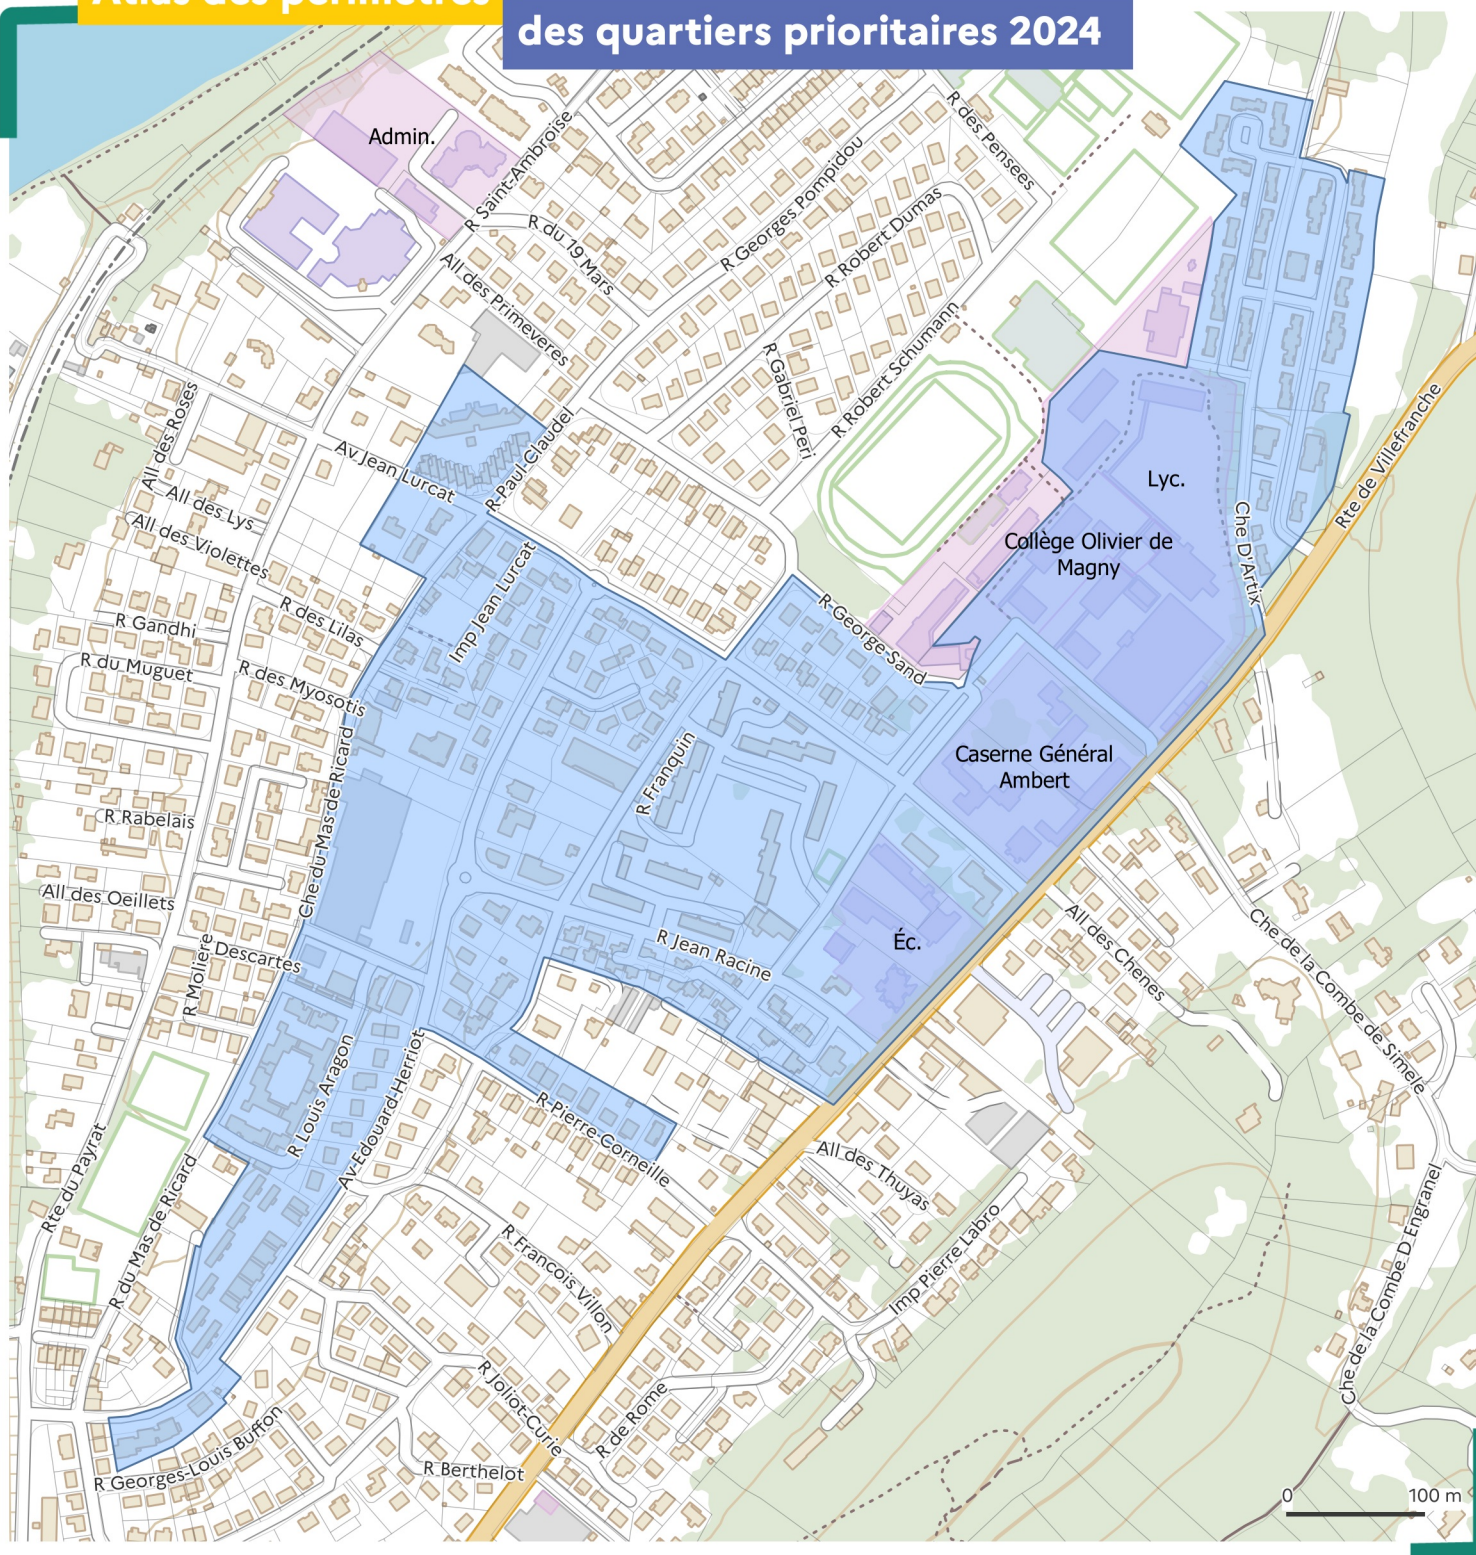 Atlas des périmètres
des quartiers prioritaires 2024
Admin.
R Saint-Ambroise
R des Pensees
R Georges Pompidou
R du 19 Mars
R Robert Dumas
All des Primeveres
R Gabriel Peri
R Robert Schumann
All des Roses
R Paul Claudel
Av Jean Lurcat
Rte de Villefranche
Lyc.
All des Lys
All des Violettes
Imp Jean Lurcat
Collège Olivier de
Magny
Che D'Artix
R des Lilas
R Gandhi
R George Sand
R du Muguet
R des Myosotis
Che du Mas de Ricard
R Franquin
Caserne Général
Ambert
R Rabelais
All des Oeillets
R Moliere
R Descartes
R Jean Racine
Éc.
All des Chenes
Che de la Combe de Simele
R Louis Aragon
Av Edouard Herriot
R Pierre Corneille
Rte du Payrat
R du Mas de Ricard
All des Thuyas
Imp Pierre Labro
R Francois Villon
Che de la Combe D Engranel
R Joliot-Curie
R de Rome
R Georges-Louis Buffon
R Berthelot
0 100 m